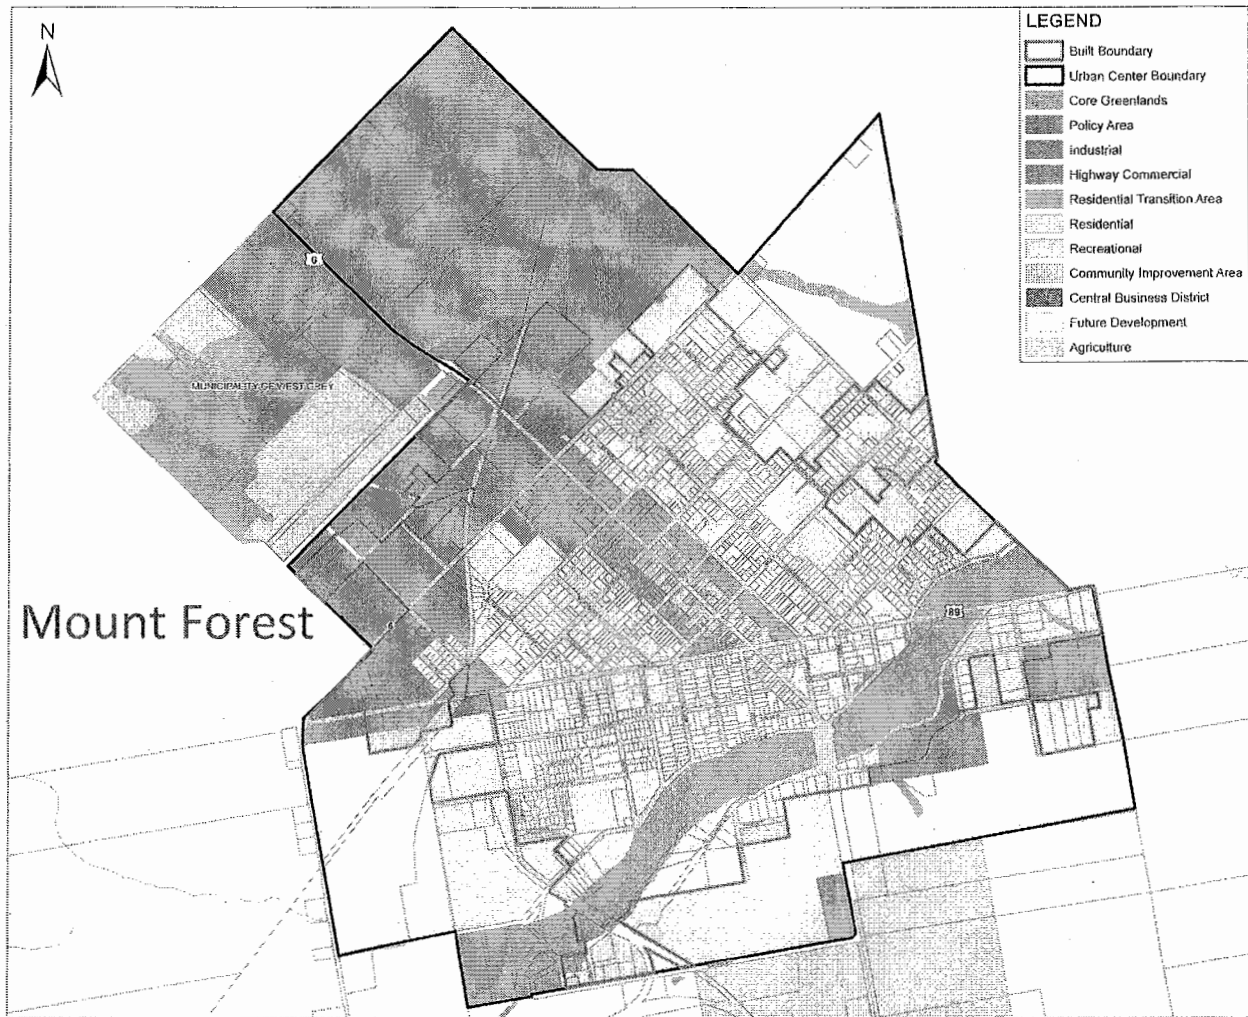 N
LEGEND
Built Boundary
Urban Center Boundary
Core Greenlands
Policy Area
Industrial
Highway Commercial
Residential Transition Area
Residential
Recreational
Community Improvement Area
Central Business District
Future Development
Agriculture
6
MUNICIPALITY OF WEST GREY
Mount Forest
89